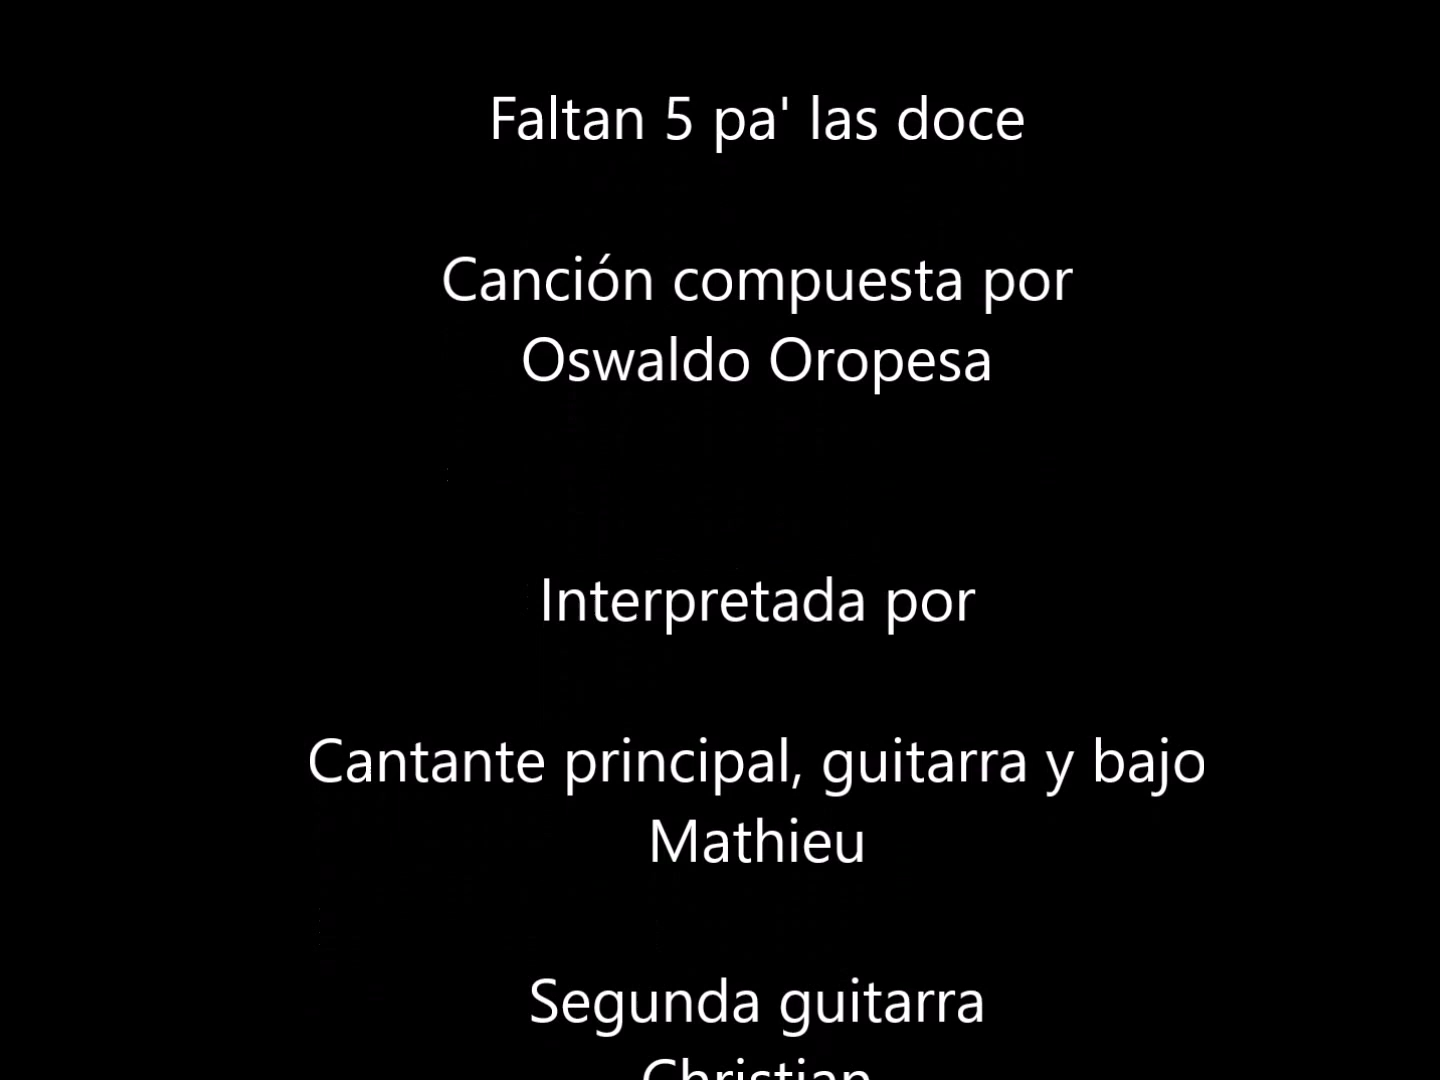 Faltan 5 pa' las doce
Canción compuesta por
Oswaldo Oropesa
Interpretada por
Cantante principal, guitarra y bajo
Mathieu
Segunda guitarra
Christian